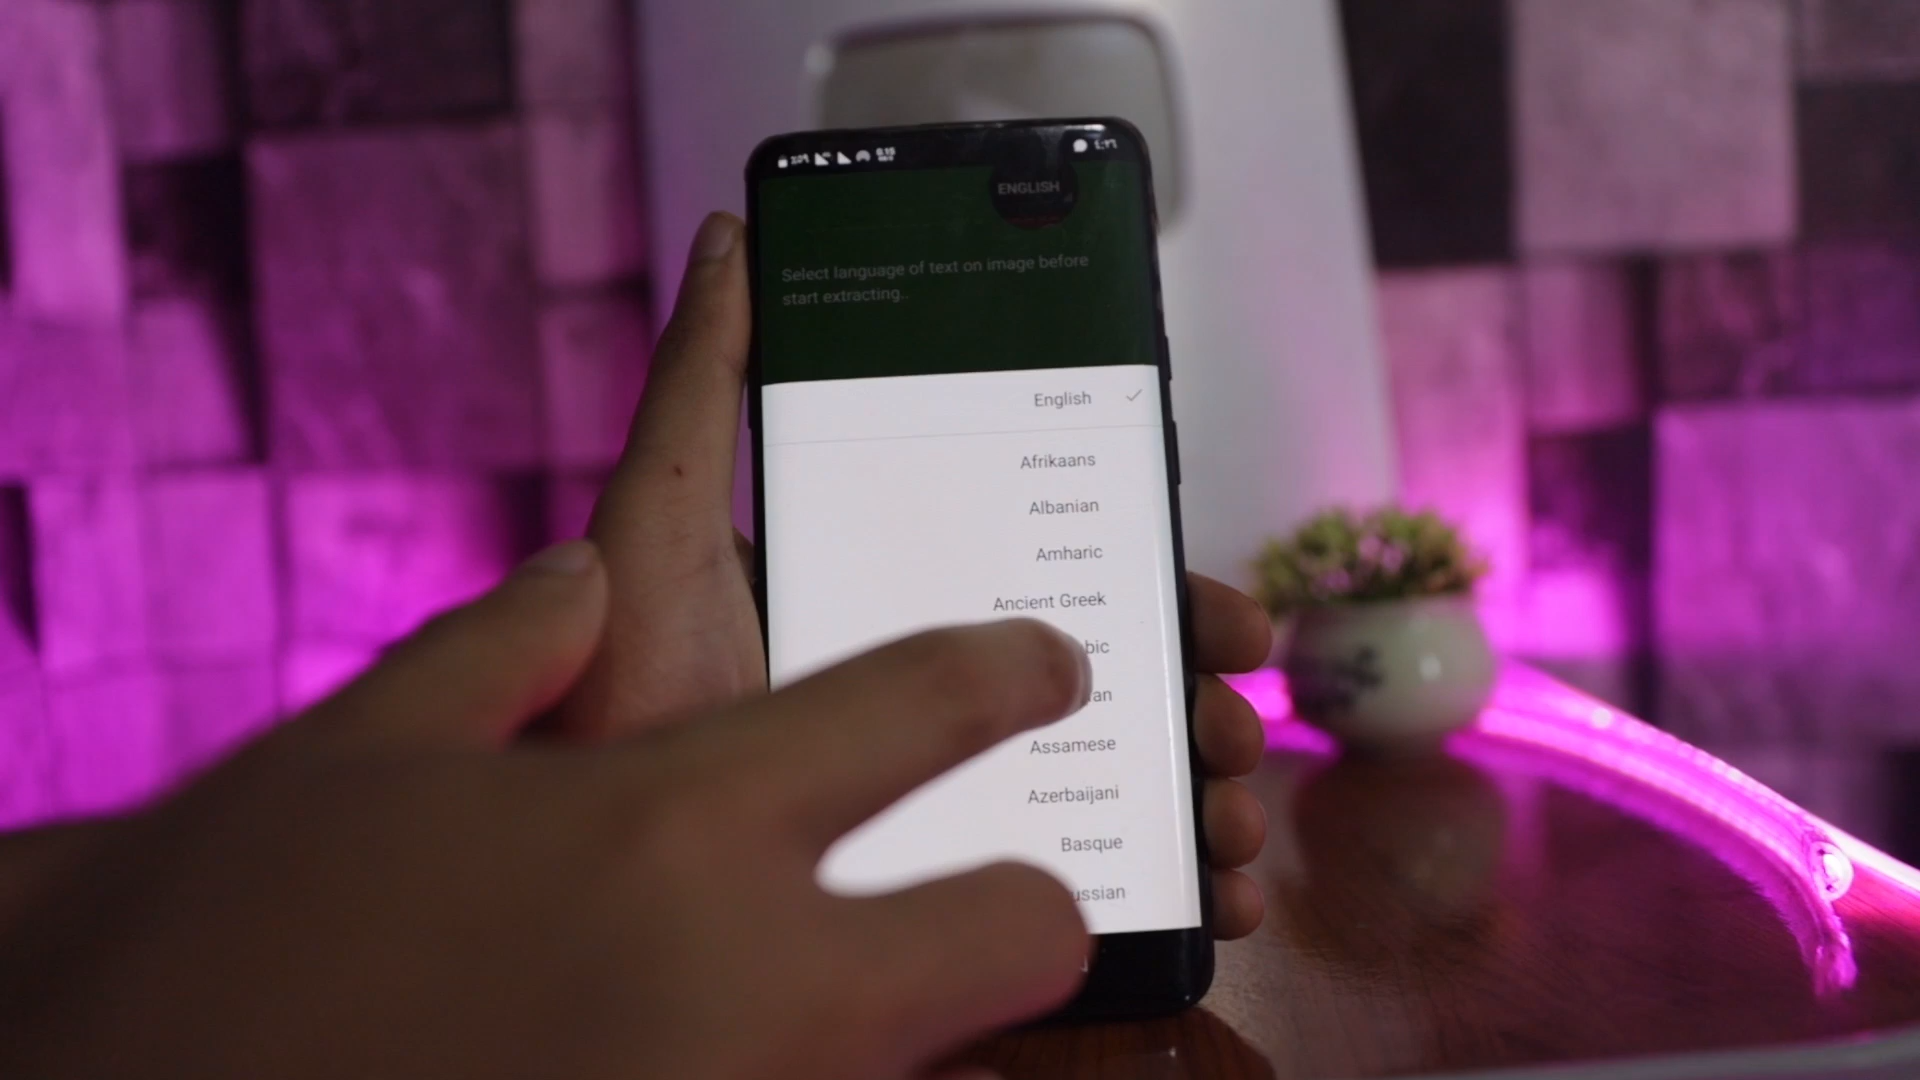 ENGLISH
Select language of text on image before
start extracting..
English
Afrikaans
Albanian
Amharic
Ancient Greek
Assamese
Azerbaijani
Basque